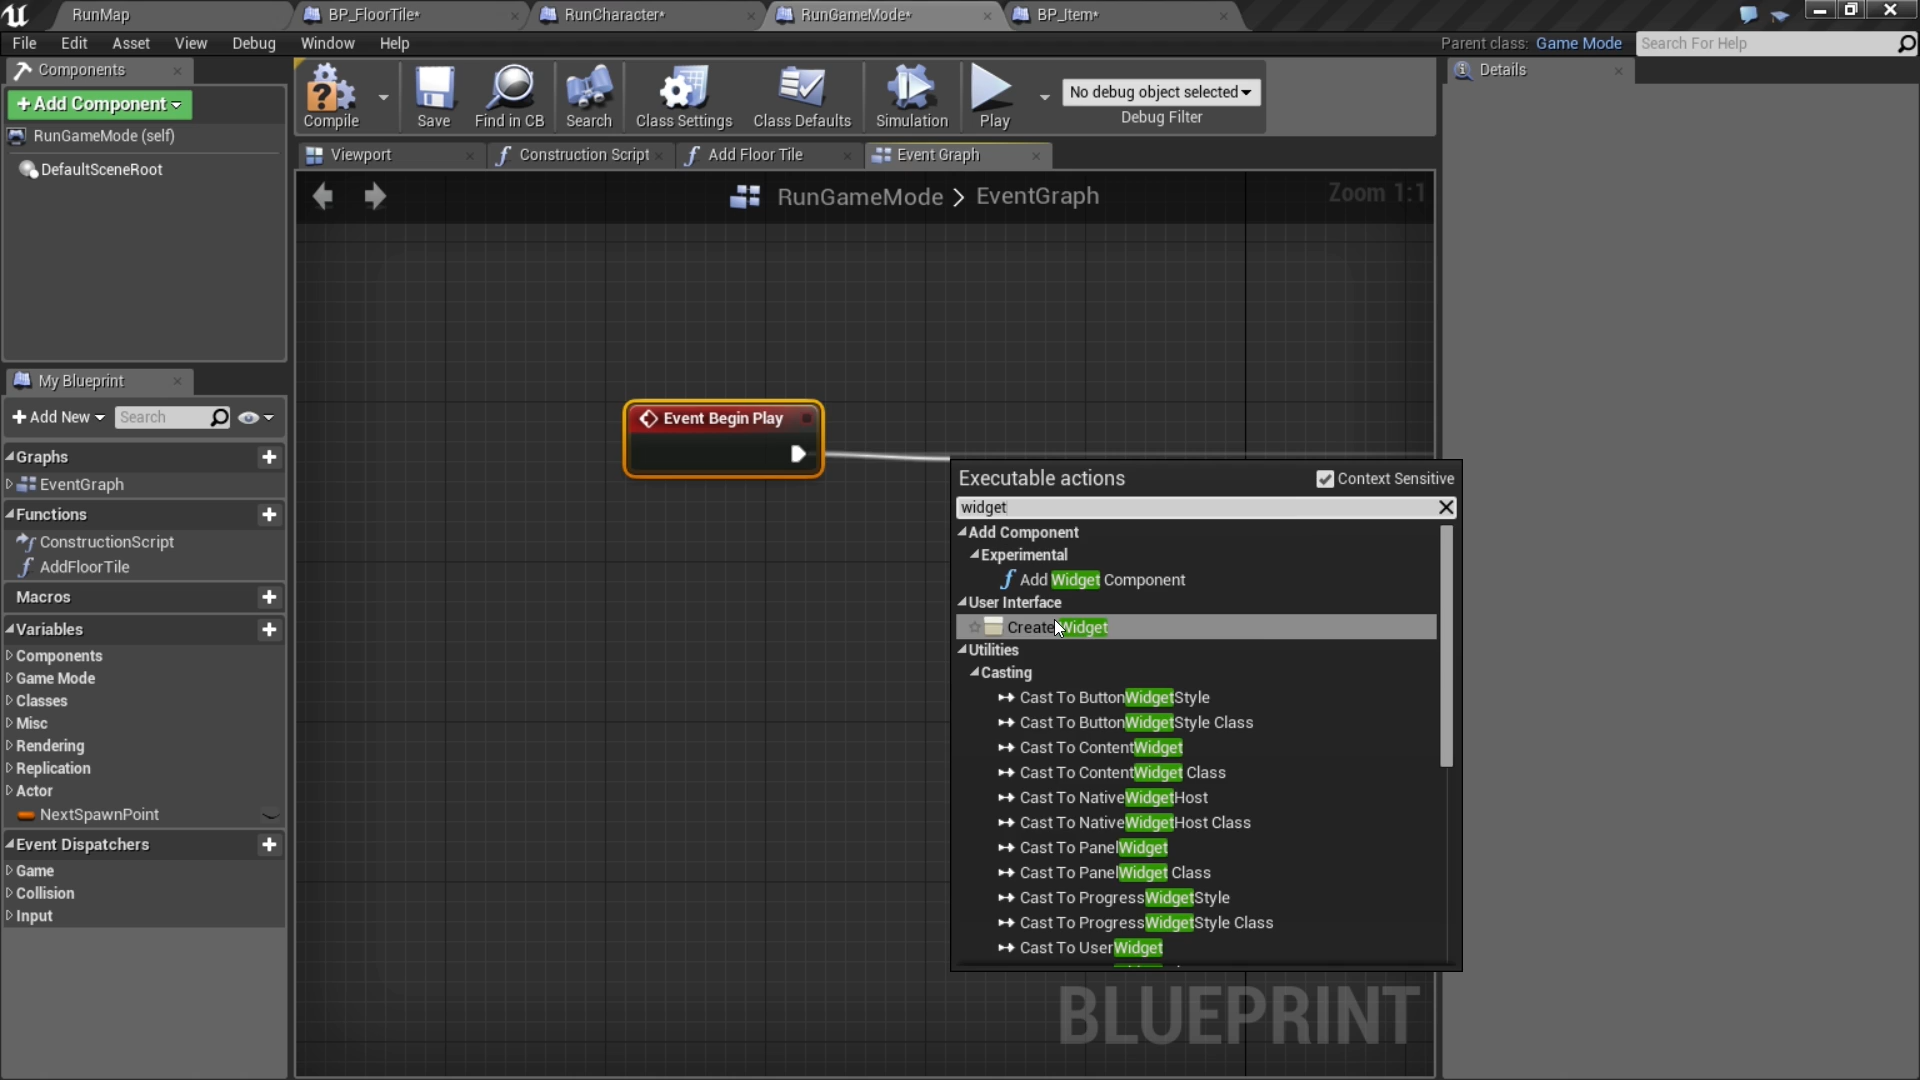 RunMap
BP_FloorTile*
RunCharacter*
RunGameMode*
BP_Item*
File Edit Asset View Debug Window Help
Parent class: Game Mode
Search For Help
Components
Add Component
RunGameMode (self)
DefaultSceneRoot
Compile
Save
Find in CB
Search
Class Settings
Class Defaults
Simulation
Play
No debug object selected
Debug Filter
Details
Viewport
Construction Script
Add Floor Tile
Event Graph
RunGameMode > EventGraph
Zoom 1:1
My Blueprint
Add New
Search
Graphs
EventGraph
Functions
ConstructionScript
AddFloorTile
Macros
Variables
Components
Game Mode
Classes
Misc
Rendering
Replication
Actor
NextSpawnPoint
Event Dispatchers
Game
Collision
Input
Event Begin Play
Executable actions
Context Sensitive
widget
Add Component
Experimental
Add Widget Component
User Interface
Create Widget
Utilities
Casting
Cast To ButtonWidgetStyle
Cast To ButtonWidgetStyle Class
Cast To ContentWidget
Cast To ContentWidget Class
Cast To NativeWidgetHost
Cast To NativeWidgetHost Class
Cast To PanelWidget
Cast To PanelWidget Class
Cast To ProgressWidgetStyle
Cast To ProgressWidgetStyle Class
Cast To UserWidget
BLUEPRINT